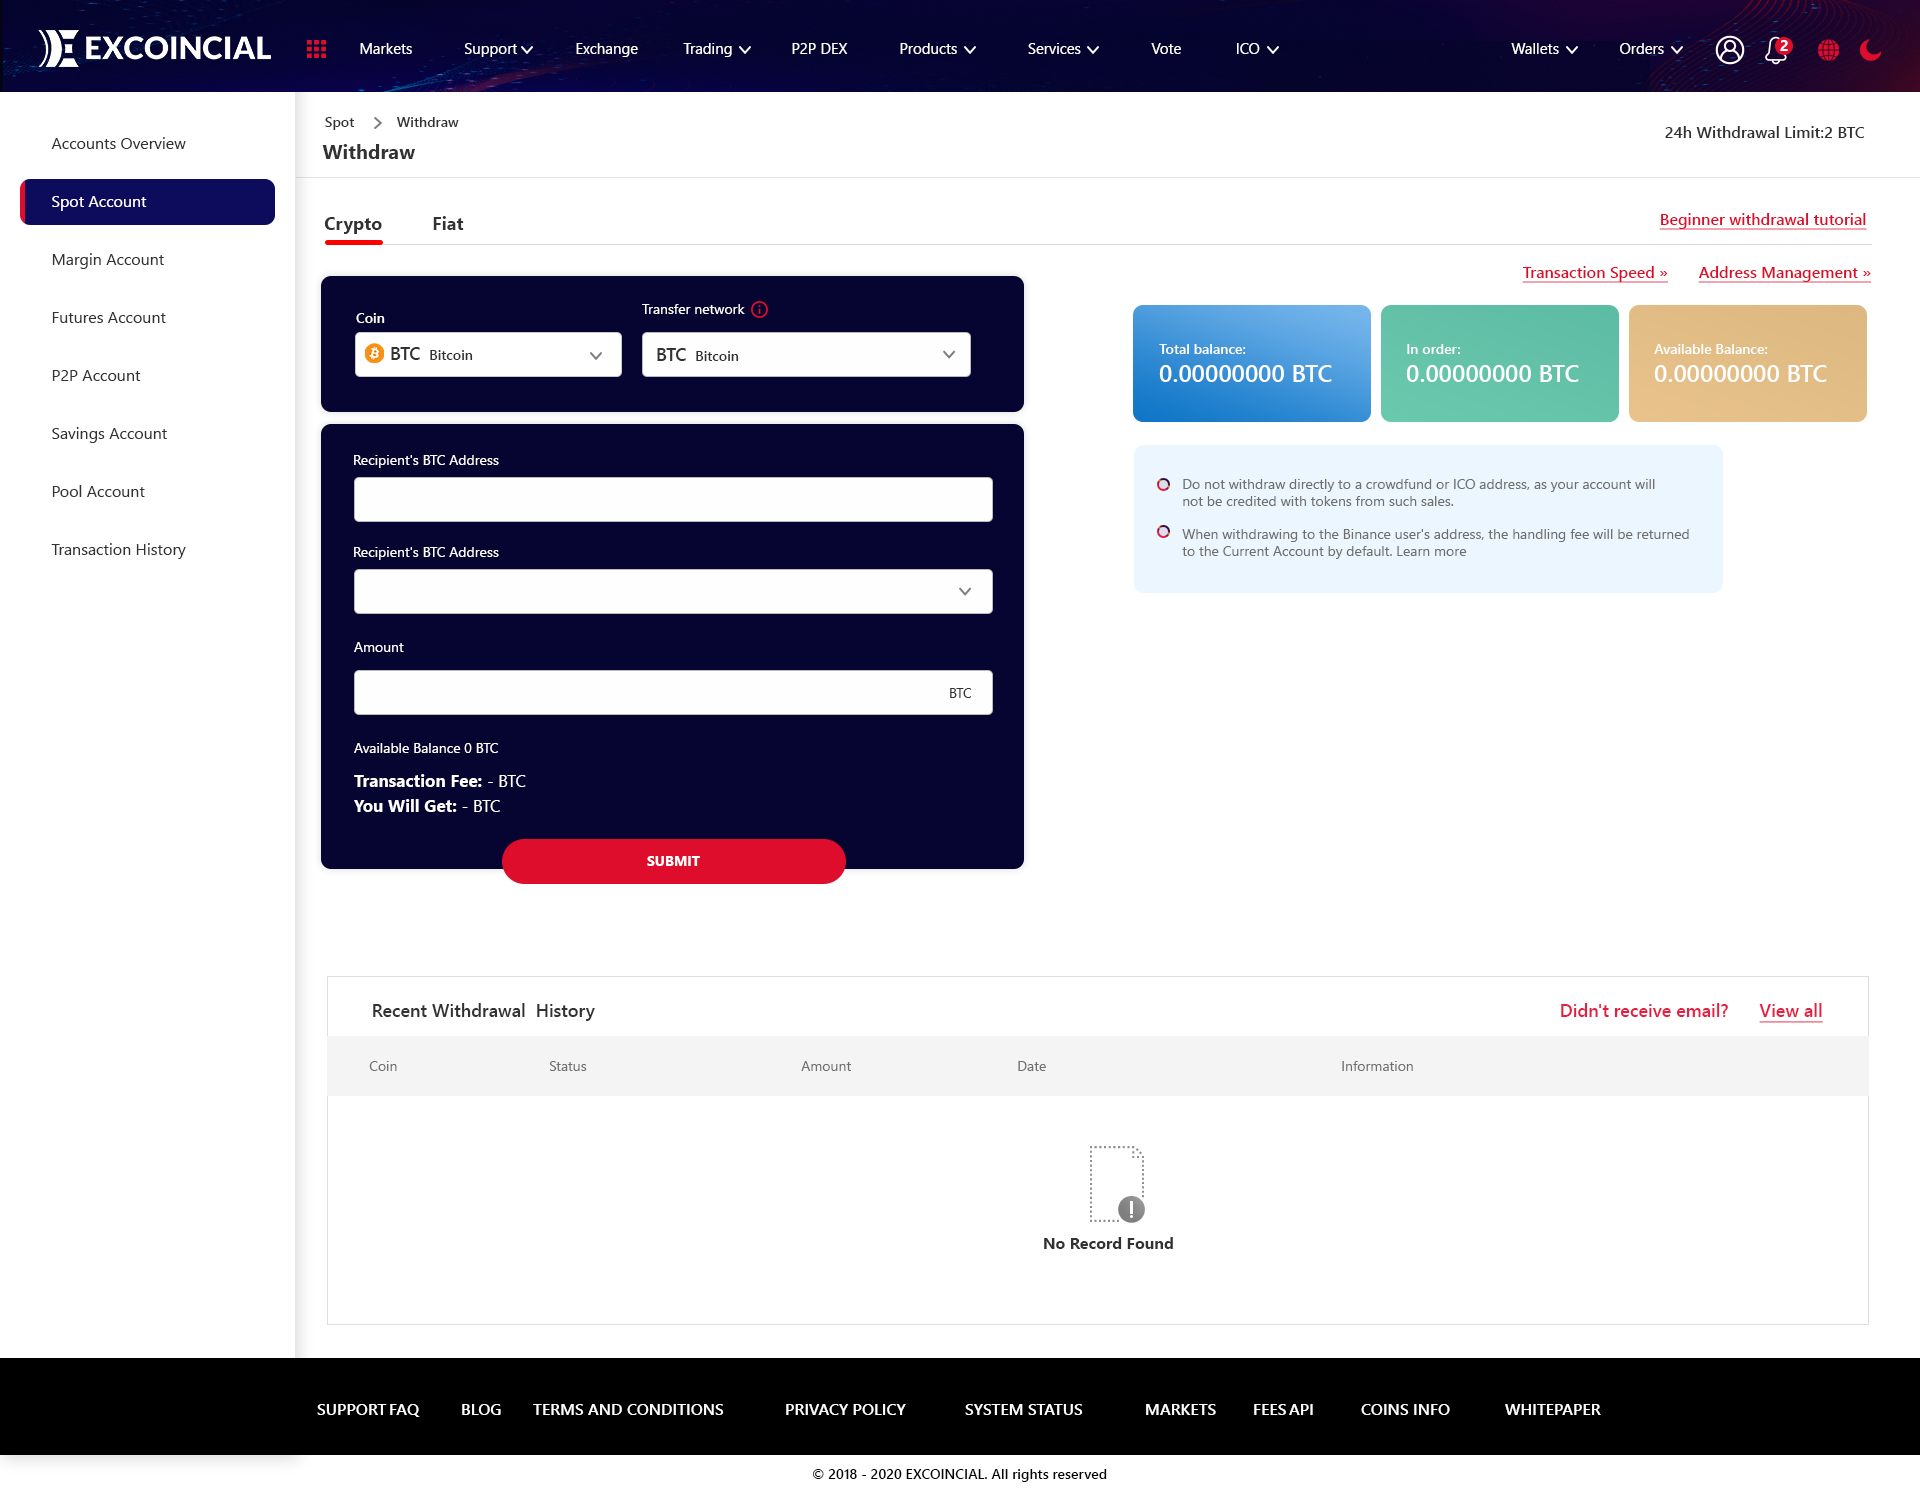 EXCOINCIAL
Markets
Support
Exchange
Trading
P2P DEX
Products
Services
Vote
ICO
Wallets
Orders
2
Accounts Overview
Spot Account
Margin Account
Futures Account
P2P Account
Savings Account
Pool Account
Transaction History
Spot
Withdraw
Withdraw
24h Withdrawal Limit:2 BTC
Crypto
Fiat
Beginner withdrawal tutorial
Transaction Speed »
Address Management »
Coin
BTC Bitcoin
Transfer network
BTC Bitcoin
Total balance:
0.00000000 BTC
In order:
0.00000000 BTC
Available Balance:
0.00000000 BTC
Do not withdraw directly to a crowdfund or ICO address, as your account will
not be credited with tokens from such sales.
When withdrawing to the Binance user's address, the handling fee will be returned
to the Current Account by default. Learn more
Recipient's BTC Address
Recipient's BTC Address
Amount
BTC
Available Balance 0 BTC
Transaction Fee: - BTC
You Will Get: - BTC
SUBMIT
Recent Withdrawal History
Didn't receive email?
View all
Coin
Status
Amount
Date
Information
No Record Found
SUPPORT FAQ
BLOG
TERMS AND CONDITIONS
PRIVACY POLICY
SYSTEM STATUS
MARKETS
FEES API
COINS INFO
WHITEPAPER
© 2018 - 2020 EXCOINCIAL. All rights reserved